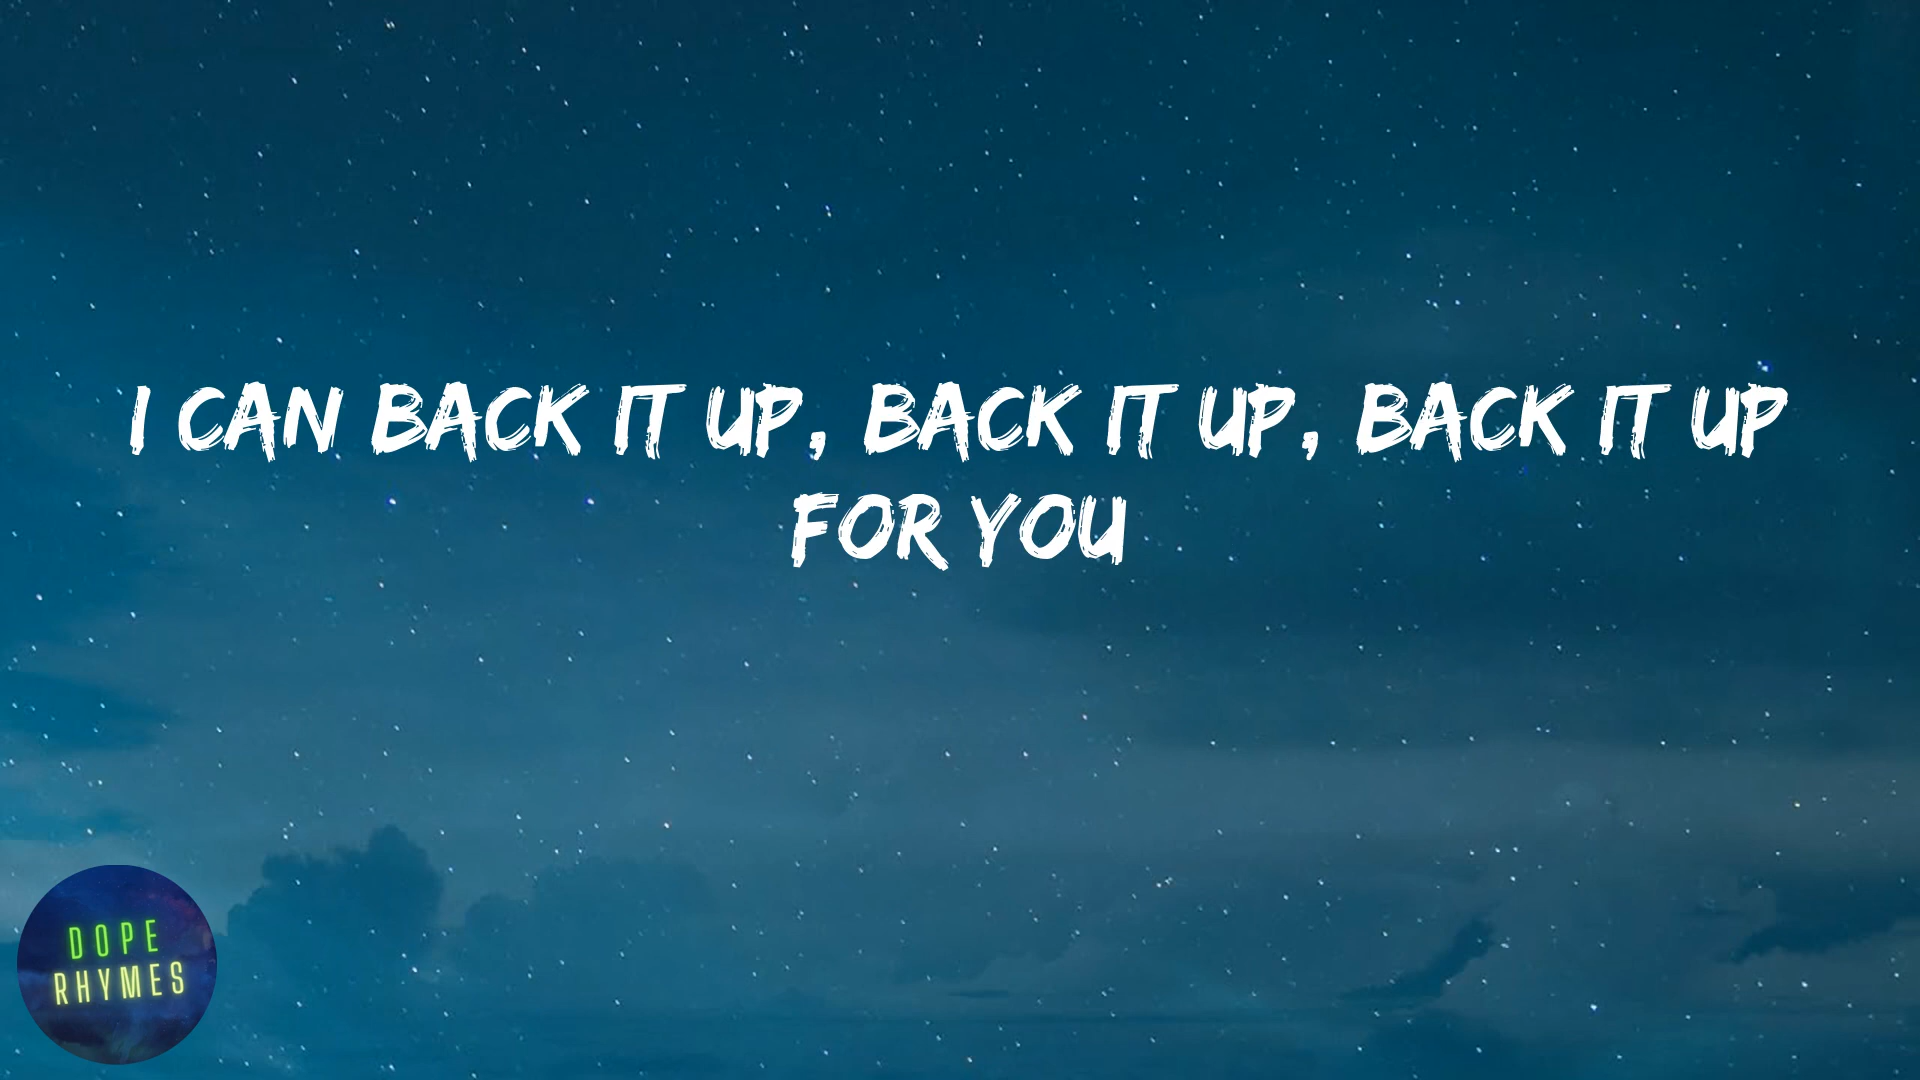 I CAN BACK IT UP, BACK IT UP, BACK IT UP
FOR YOU
DOPE
RHYMES